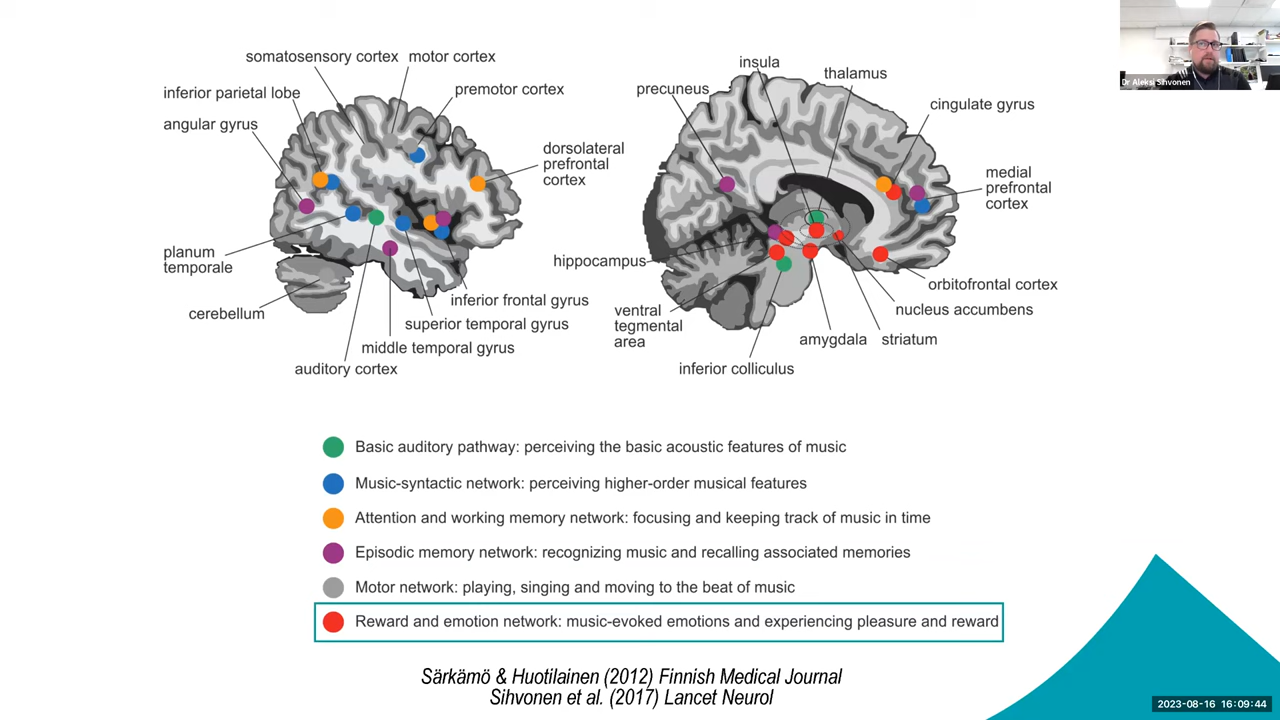 somatosensory cortex
motor cortex
inferior parietal lobe
premotor cortex
angular gyrus
dorsolateral
prefrontal
cortex
planum
temporale
cerebellum
inferior frontal gyrus
superior temporal gyrus
middle temporal gyrus
auditory cortex
insula
thalamus
precuneus
cingulate gyrus
medial
prefrontal
cortex
hippocampus
orbitofrontal cortex
nucleus accumbens
ventral
tegmental
area
amygdala
striatum
inferior colliculus
Dr Aleksi Sihvonen
Basic auditory pathway: perceiving the basic acoustic features of music
Music-syntactic network: perceiving higher-order musical features
Attention and working memory network: focusing and keeping track of music in time
Episodic memory network: recognizing music and recalling associated memories
Motor network: playing, singing and moving to the beat of music
Reward and emotion network: music-evoked emotions and experiencing pleasure and reward
Särkämö & Huotilainen (2012) Finnish Medical Journal
Sihvonen et al. (2017) Lancet Neurol
2023-08-16 16:09:44